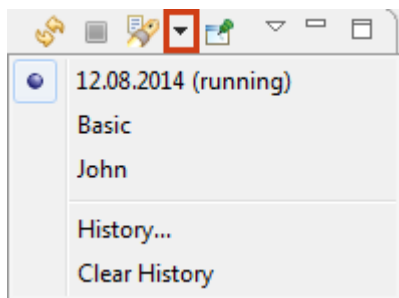 12.08.2014 (running)
Basic
John
History...
Clear History